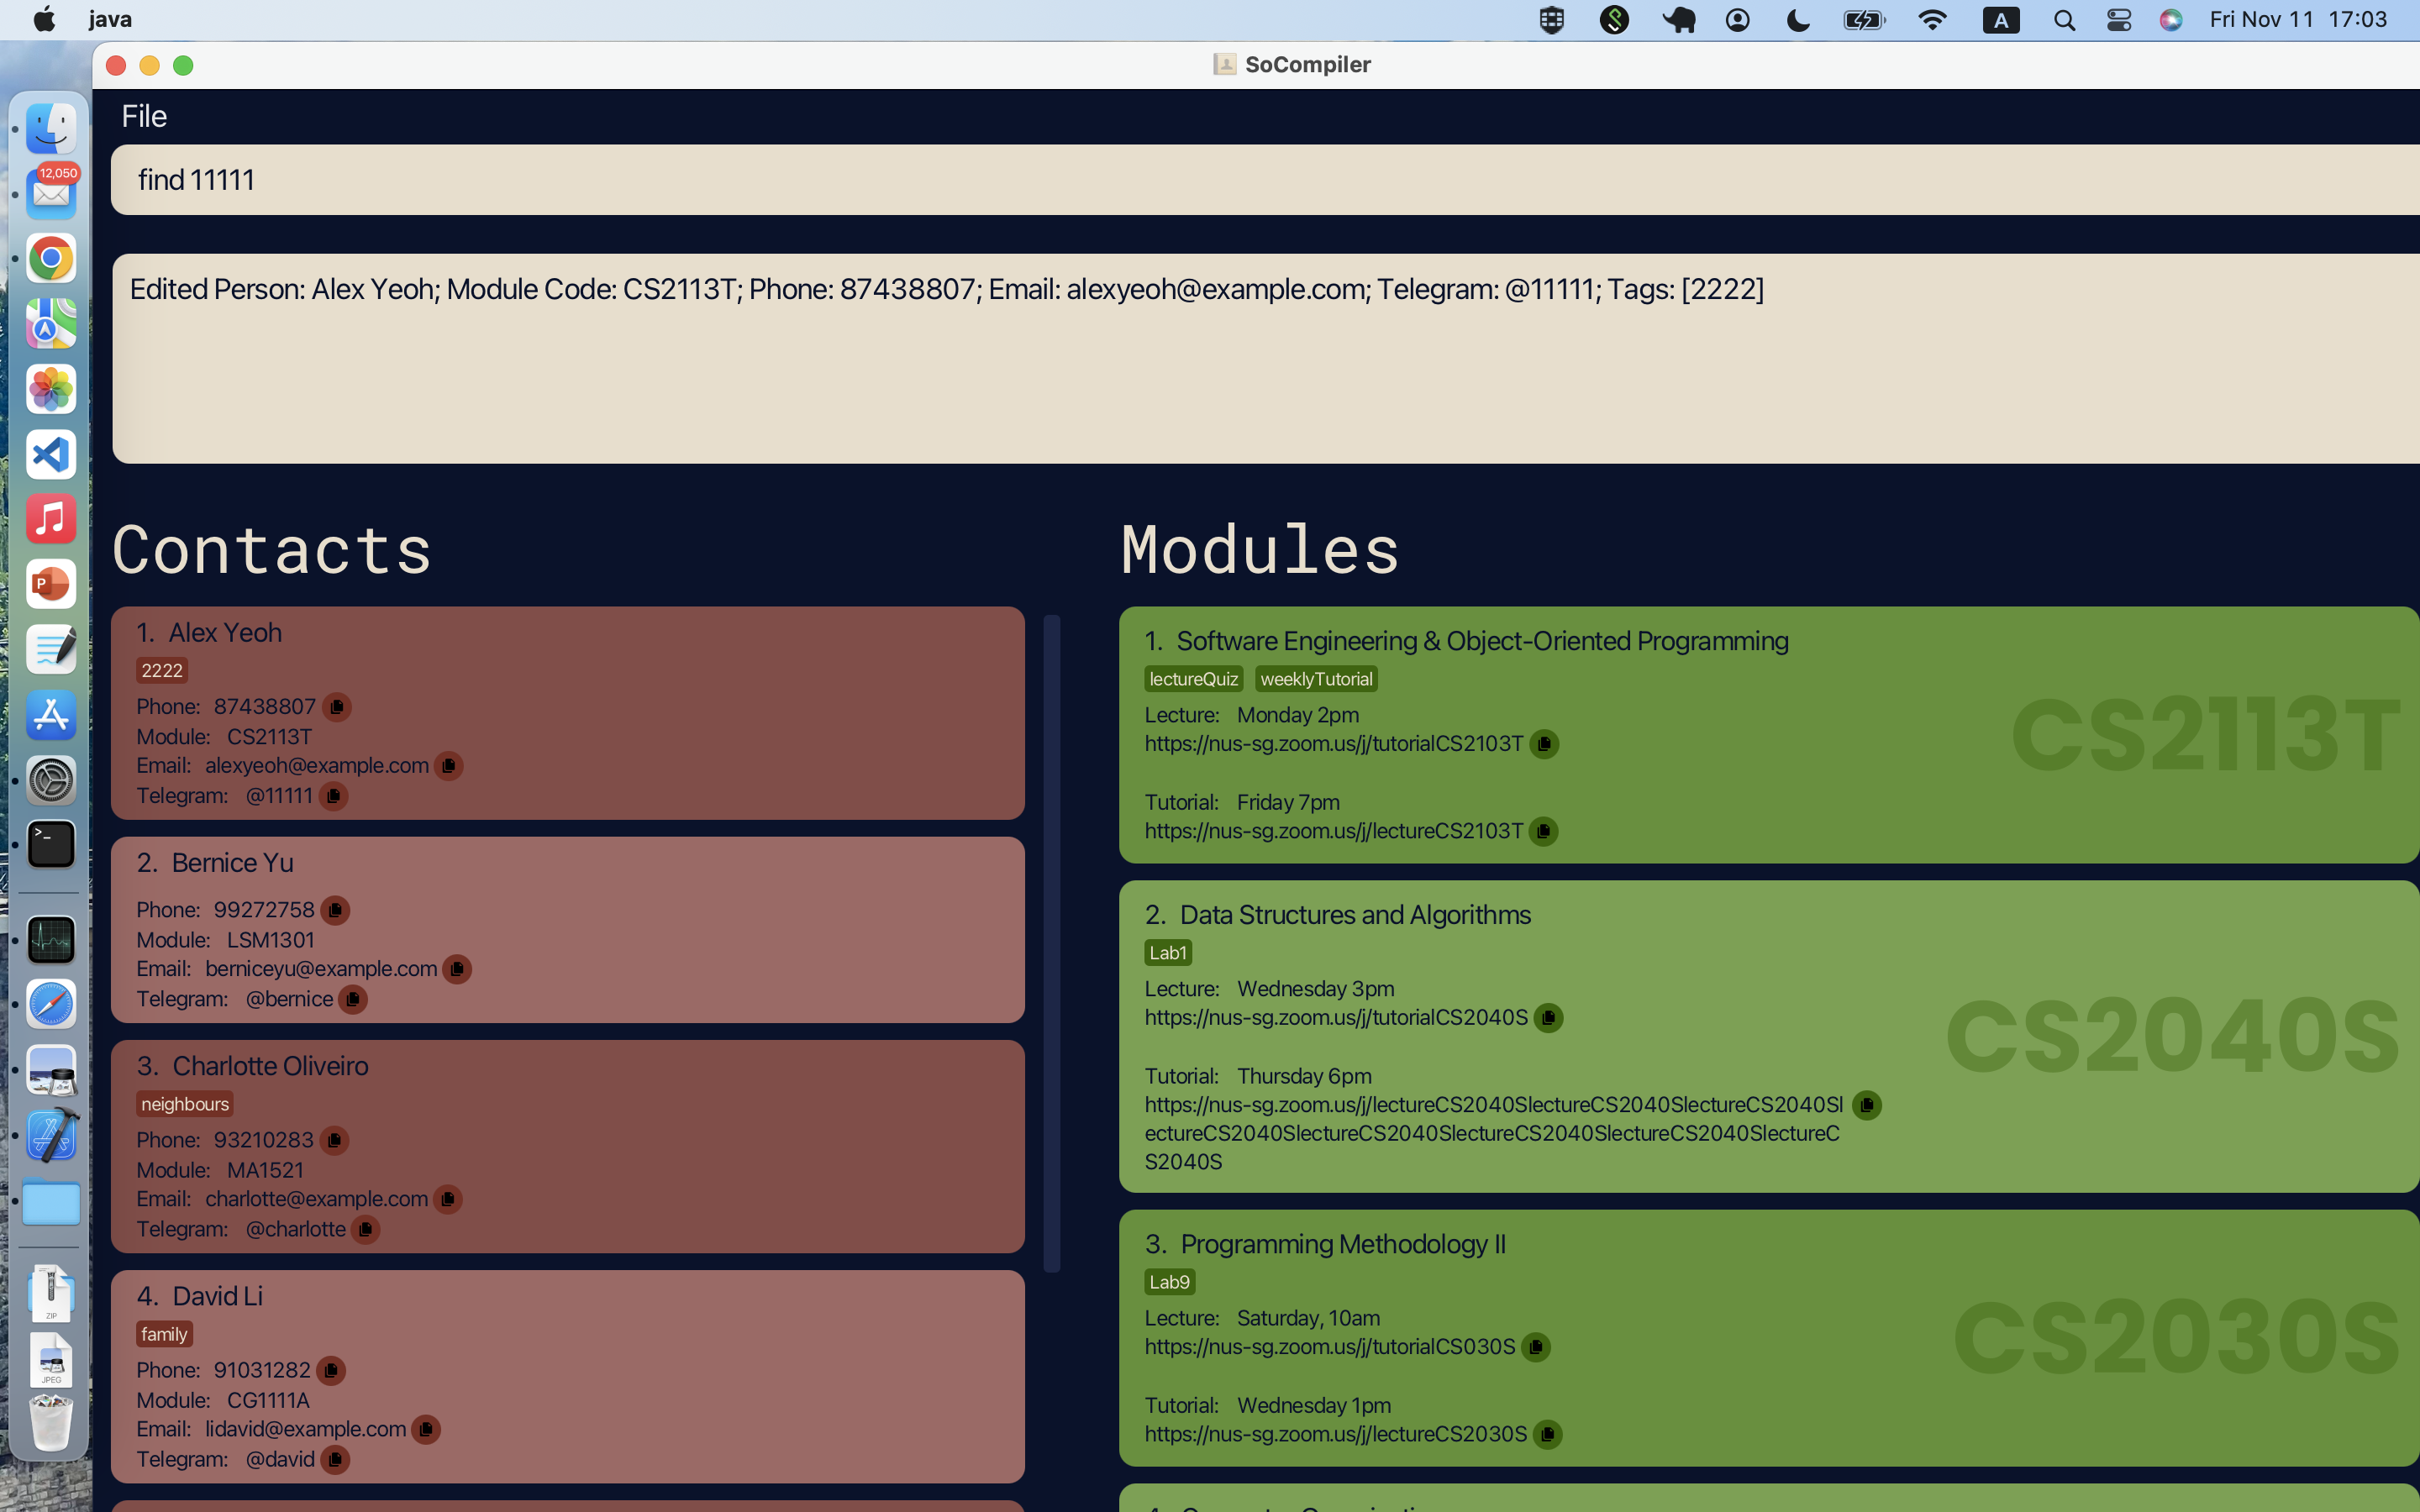 java
A
Fri Nov 11 17:03
SoCompiler
12,050
File
find 11111
Edited Person: Alex Yeoh; Module Code: CS2113T; Phone: 87438807; Email: alexyeoh@example.com; Telegram: @11111; Tags: [2222]
Contacts
1. Alex Yeoh
2222
Phone: 87438807
Module: CS2113T
Email: alexyeoh@example.com
Telegram: @11111
2. Bernice Yu
Phone: 99272758
Module: LSM1301
Email: berniceyu@example.com
Telegram: @bernice
3. Charlotte Oliveiro
neighbours
Phone: 93210283
Module: MA1521
Email: charlotte@example.com
Telegram: @charlotte
4. David Li
family
Phone: 91031282
Module: CG1111A
Email: lidavid@example.com
Telegram: @david
Modules
1. Software Engineering & Object-Oriented Programming
lectureQuiz weeklyTutorial
Lecture: Monday 2pm
https://nus-sg.zoom.us/j/tutorialCS2103T
Tutorial: Friday 7pm
https://nus-sg.zoom.us/j/lectureCS2103T
CS2113T
2. Data Structures and Algorithms
Lab1
Lecture: Wednesday 3pm
https://nus-sg.zoom.us/j/tutorialCS2040S
Tutorial: Thursday 6pm
https://nus-sg.zoom.us/j/lectureCS2040SlectureCS2040SlectureCS2040Sl
ectureCS2040SlectureCS2040SlectureCS2040SlectureCS2040SlectureC
S2040S
CS2040S
3. Programming Methodology II
Lab9
Lecture: Saturday, 10am
https://nus-sg.zoom.us/j/tutorialCS030S
Tutorial: Wednesday 1pm
https://nus-sg.zoom.us/j/lectureCS2030S
CS2030S
ZIP
JPEG